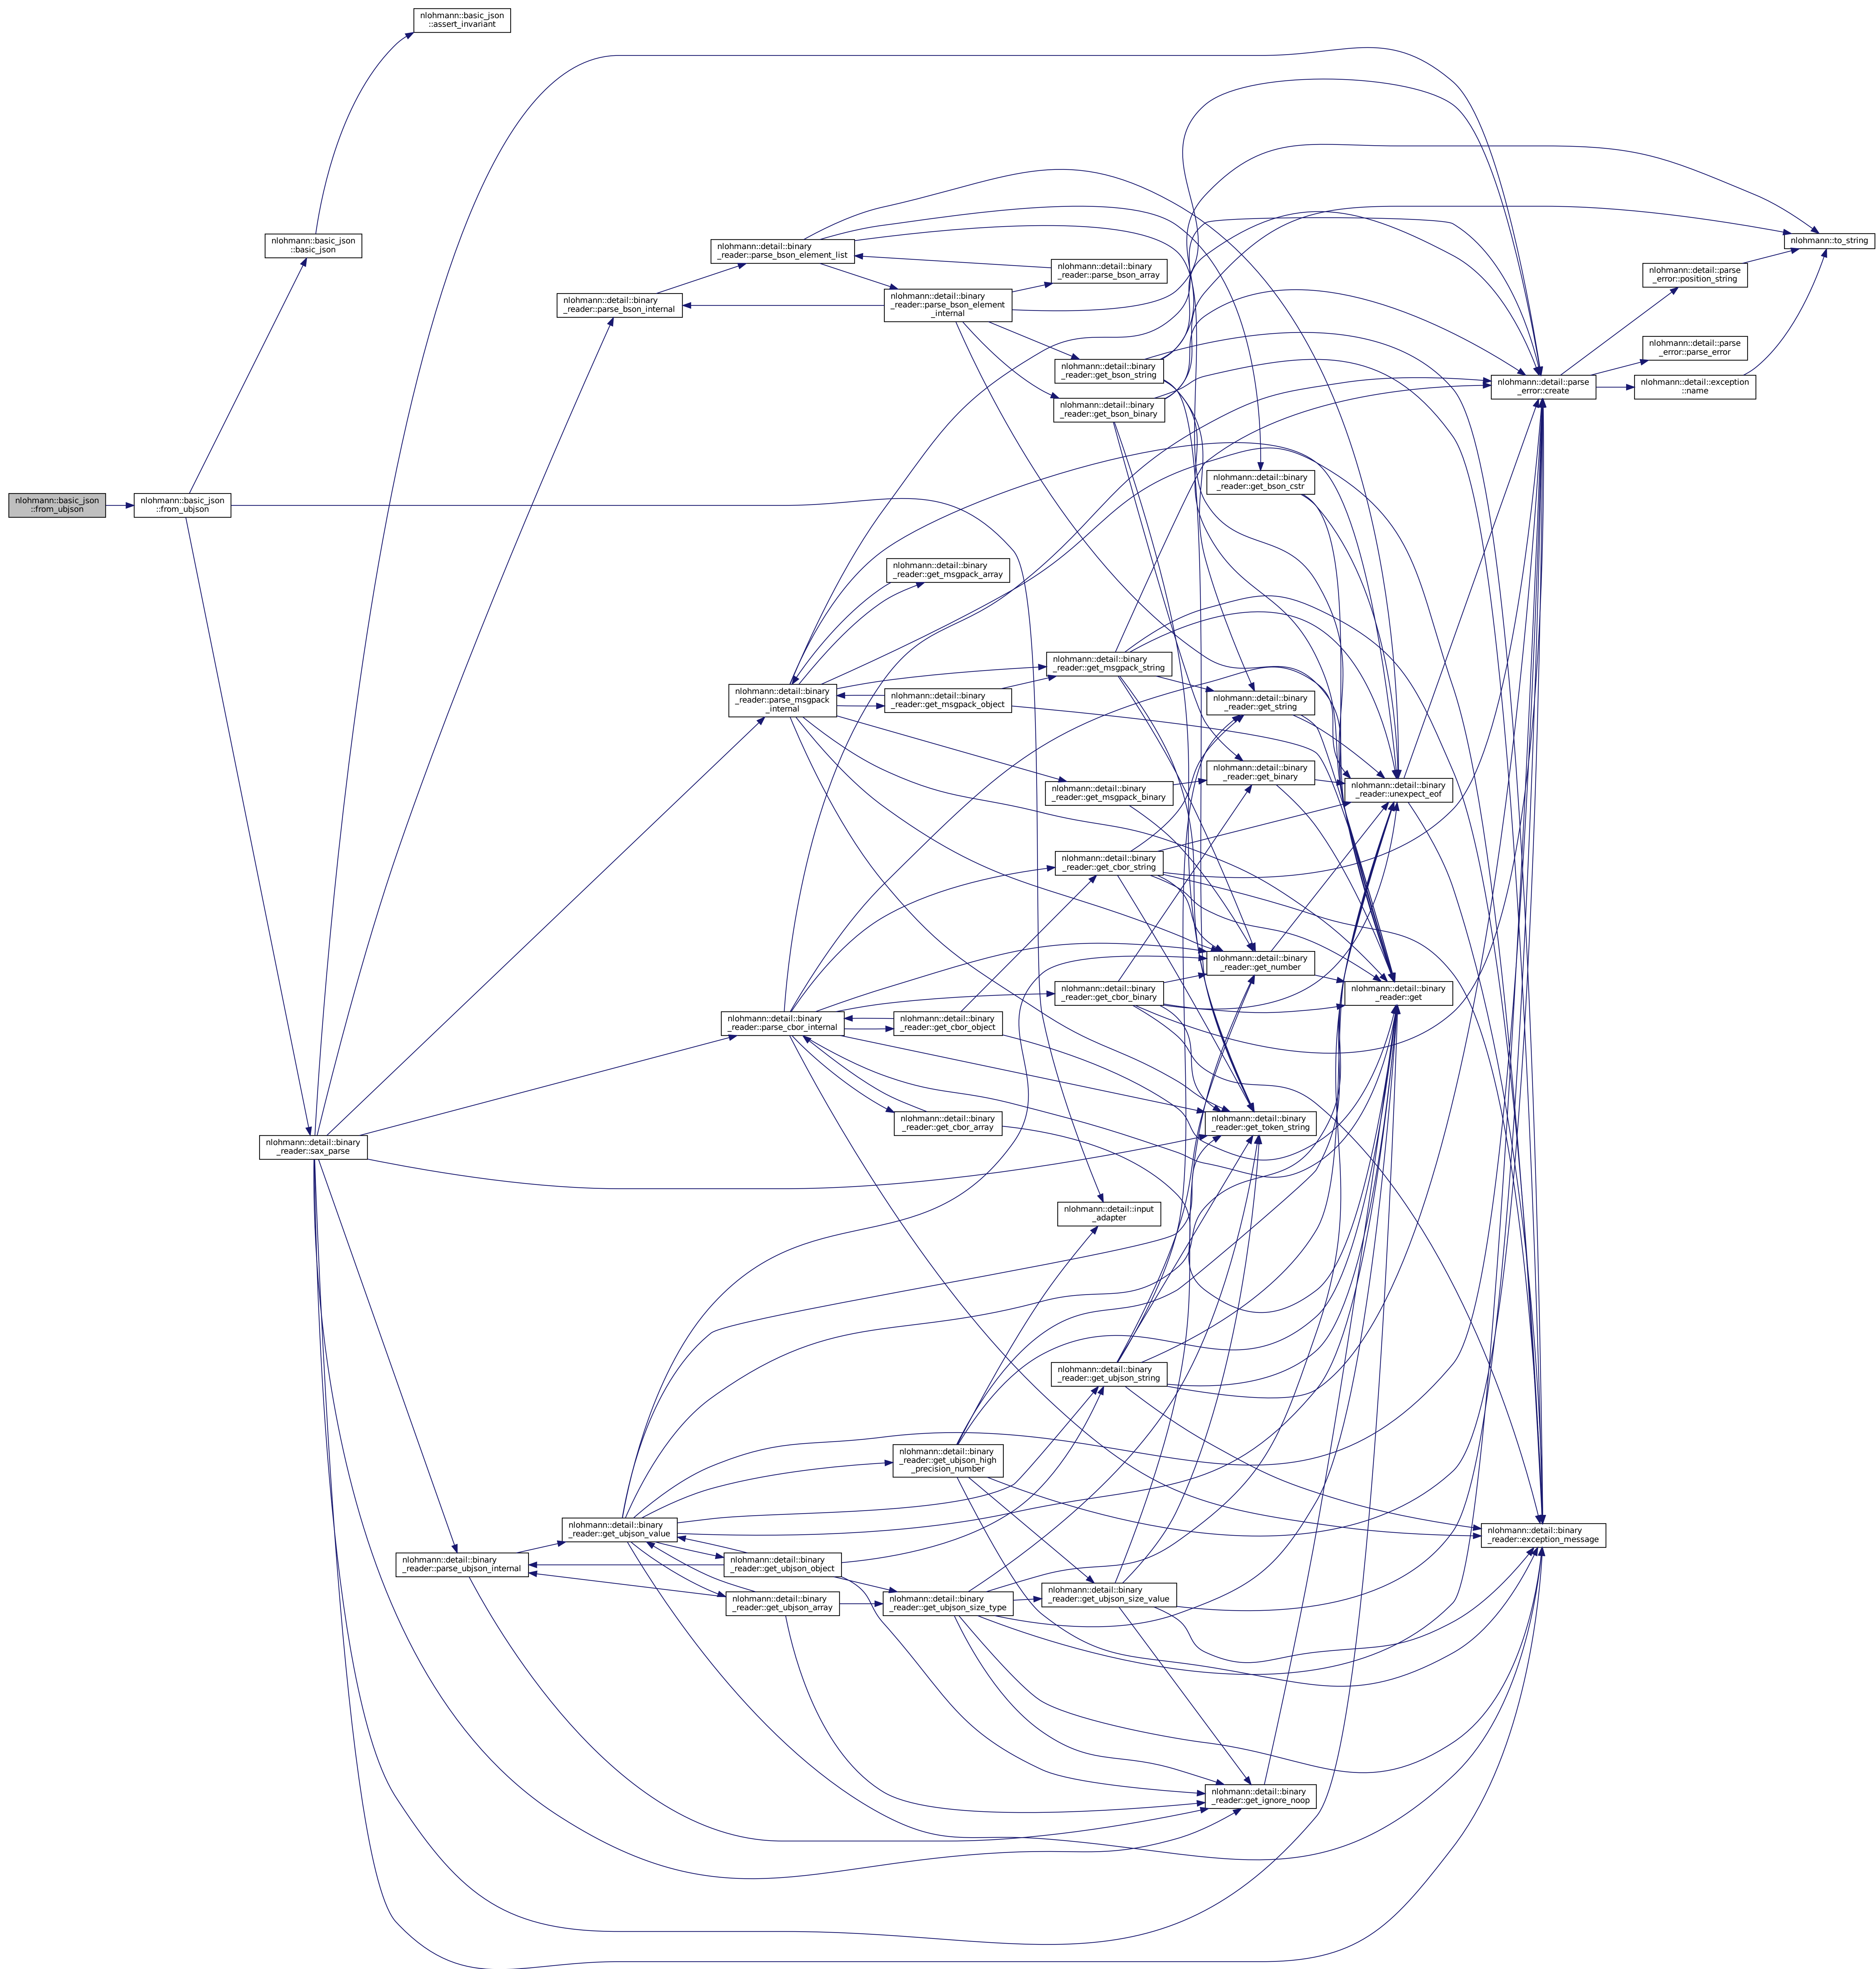 nlohmann::basic_json
::from_ubjson
nlohmann::basic_json
::from_ubjson
nlohmann::basic_json
::basic_json
nlohmann::basic_json
::assert_invariant
nlohmann::detail::binary
_reader::sax_parse
nlohmann::detail::binary
_reader::parse_bson_internal
nlohmann::detail::binary
_reader::parse_bson_element_list
nlohmann::detail::binary
_reader::parse_bson_element
_internal
nlohmann::detail::binary
_reader::parse_bson_array
nlohmann::detail::binary
_reader::get_bson_string
nlohmann::detail::binary
_reader::get_bson_binary
nlohmann::detail::binary
_reader::get_bson_cstr
nlohmann::to_string
nlohmann::detail::parse
_error::position_string
nlohmann::detail::parse
_error::parse_error
nlohmann::detail::parse
_error::create
nlohmann::detail::exception
::name
nlohmann::detail::binary
_reader::get_msgpack_array
nlohmann::detail::binary
_reader::parse_msgpack
_internal
nlohmann::detail::binary
_reader::get_msgpack_string
nlohmann::detail::binary
_reader::get_msgpack_object
nlohmann::detail::binary
_reader::get_msgpack_binary
nlohmann::detail::binary
_reader::get_string
nlohmann::detail::binary
_reader::get_binary
nlohmann::detail::binary
_reader::unexpect_eof
nlohmann::detail::binary
_reader::get_cbor_string
nlohmann::detail::binary
_reader::get_number
nlohmann::detail::binary
_reader::get_cbor_binary
nlohmann::detail::binary
_reader::get
nlohmann::detail::binary
_reader::parse_cbor_internal
nlohmann::detail::binary
_reader::get_cbor_object
nlohmann::detail::binary
_reader::get_cbor_array
nlohmann::detail::binary
_reader::get_token_string
nlohmann::detail::input
_adapter
nlohmann::detail::binary
_reader::get_ubjson_string
nlohmann::detail::binary
_reader::get_ubjson_high
_precision_number
nlohmann::detail::binary
_reader::get_ubjson_value
nlohmann::detail::binary
_reader::parse_ubjson_internal
nlohmann::detail::binary
_reader::get_ubjson_object
nlohmann::detail::binary
_reader::get_ubjson_array
nlohmann::detail::binary
_reader::get_ubjson_size_type
nlohmann::detail::binary
_reader::get_ubjson_size_value
nlohmann::detail::binary
_reader::exception_message
nlohmann::detail::binary
_reader::get_ignore_noop